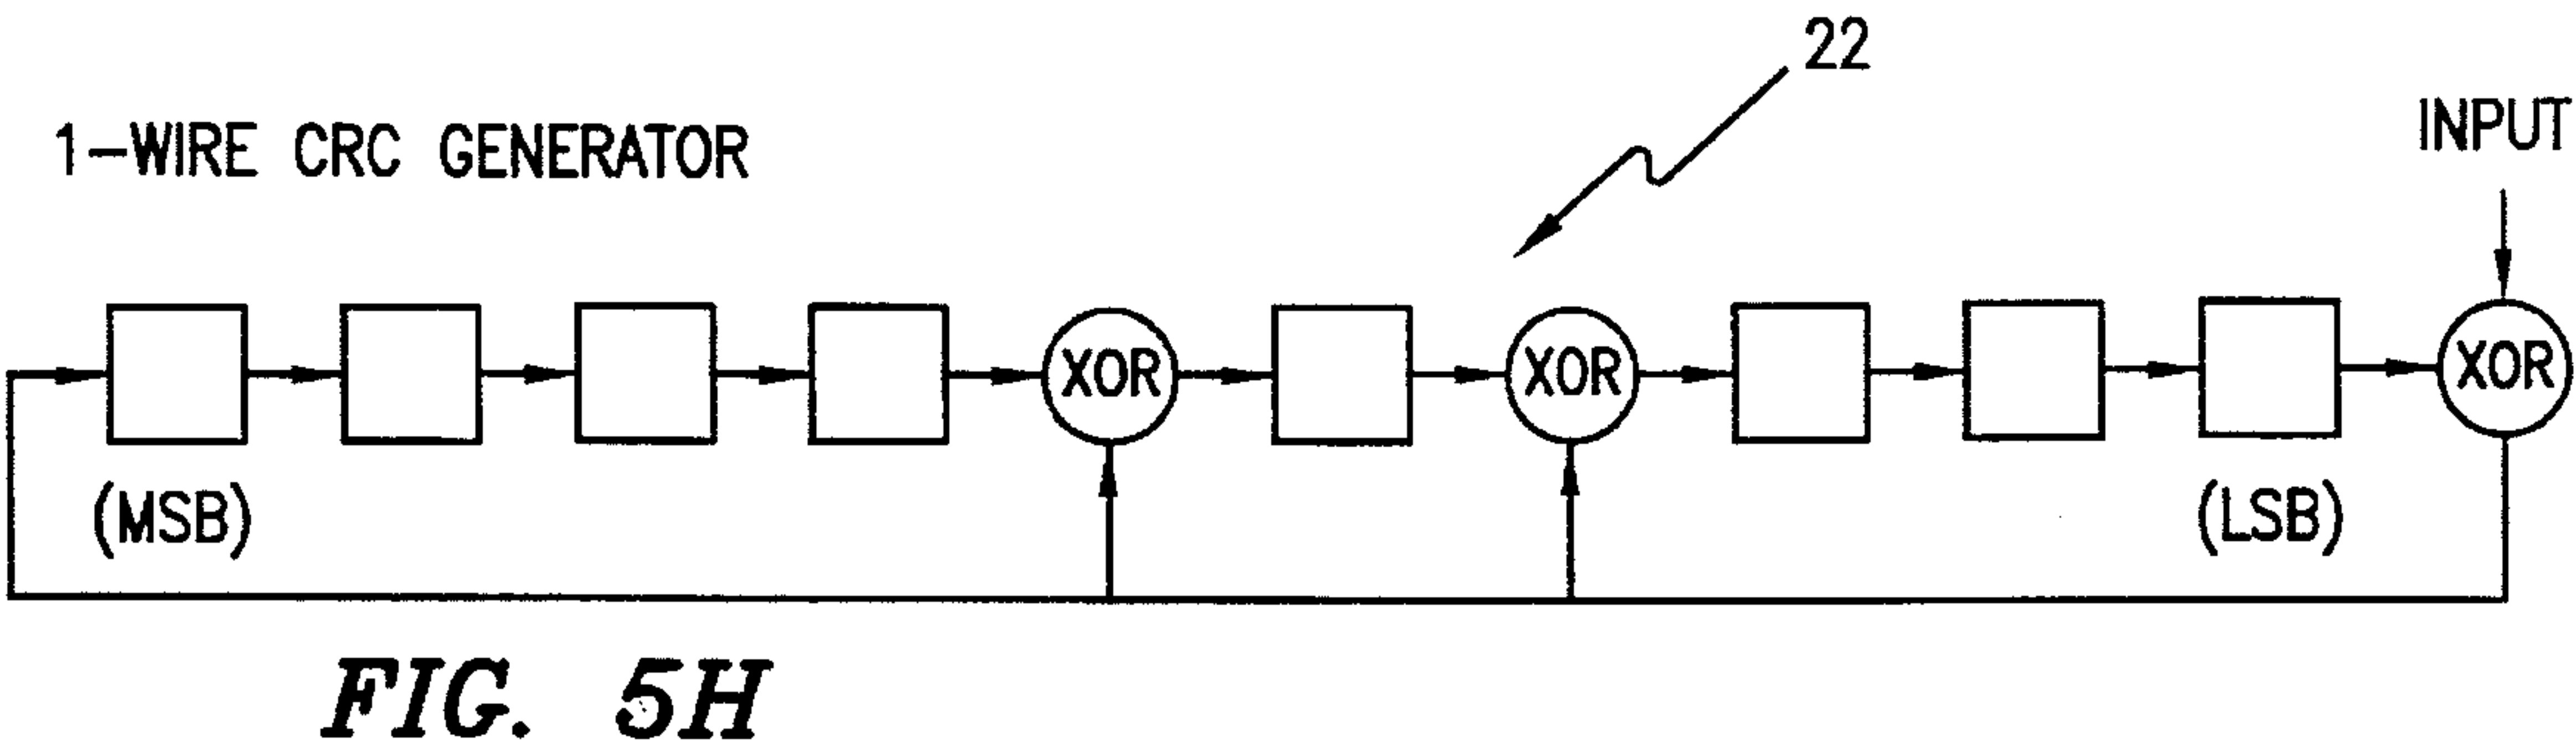 22
INPUT
1-WIRE CRC GENERATOR
XOR XOR XOR
(MSB) (LSB)
FIG. 5H